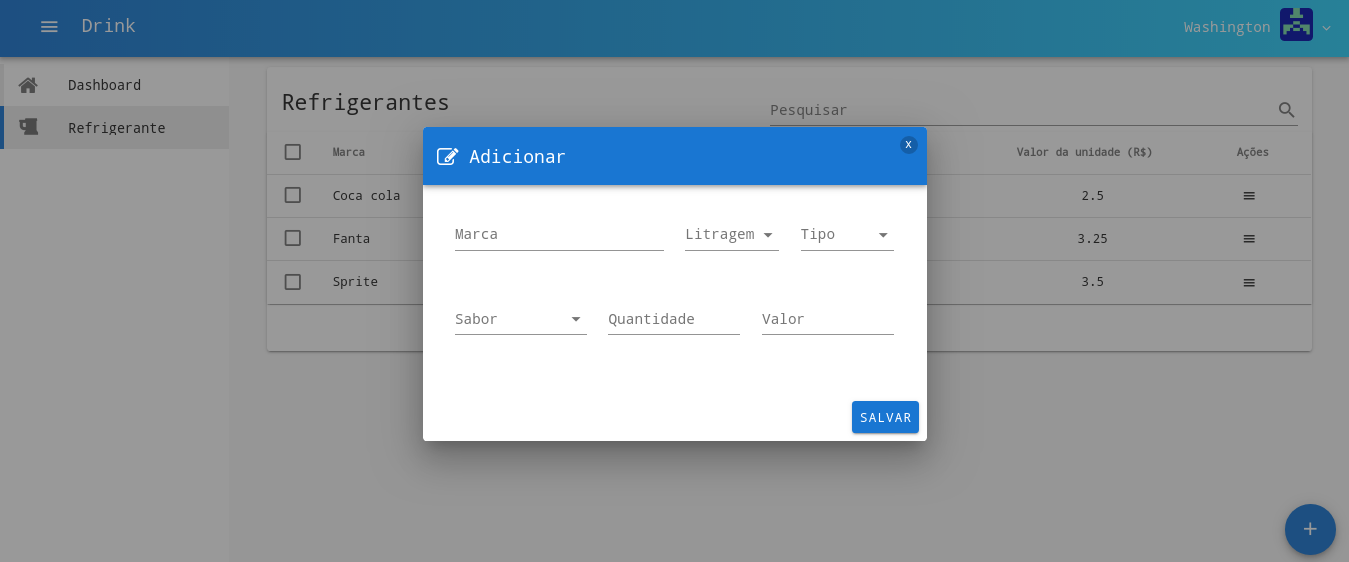 Drink
Washington
Dashboard
Refrigerante
Refrigerantes
Pesquisar
Marca Valor da unidade (R$) Ações
Coca cola 2.5
Fanta 3.25
Sprite 3.5
Adicionar x
Marca Litragem Tipo
Sabor Quantidade Valor
SALVAR
+